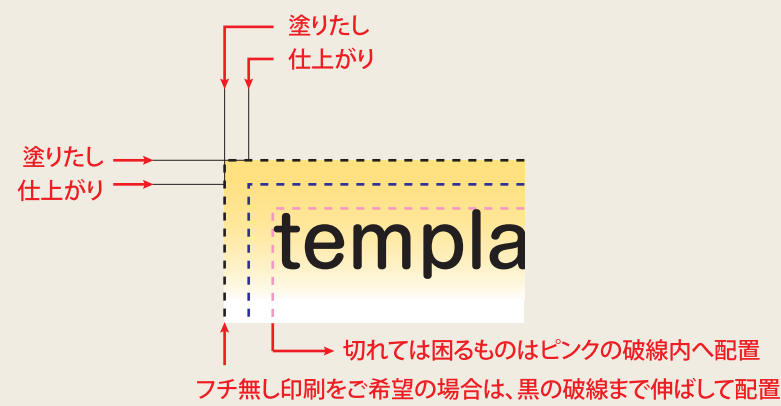 塗りたし
仕上がり
塗りたし
仕上がり
templa
切れては困るものはピンクの破線内へ配置
フチ無し印刷をご希望の場合は、黒の破線まで伸ばして配置